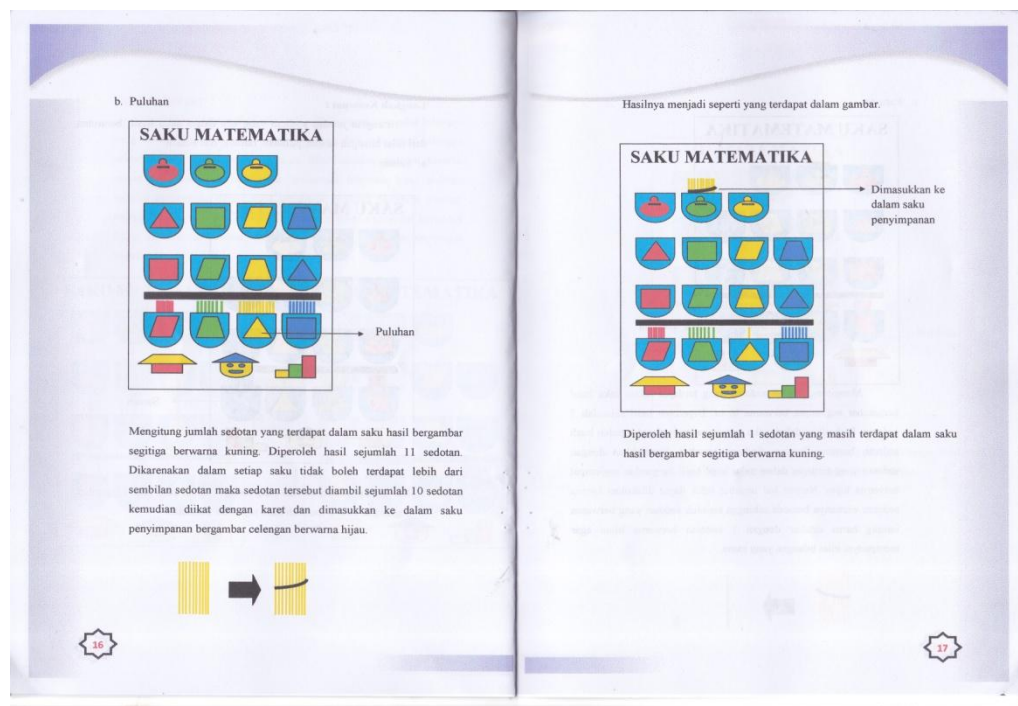 b. Puluhan
SAKU MATEMATIKA
Puluhan
Mengitung jumlah sedotan yang terdapat dalam saku hasil bergambar
segitiga berwarna kuning. Diperoleh hasil sejumlah 11 sedotan.
Dikarenakan dalam setiap saku tidak boleh terdapat lebih dari
sembilan sedotan maka sedotan tersebut diambil sejumlah 10 sedotan
kemudian diikat dengan karet dan dimasukkan ke dalam saku
penyimpanan bergambar celengan berwarna hijau.
16
Hasilnya menjadi seperti yang terdapat dalam gambar.
SAKU MATEMATIKA
Dimasukkan ke
dalam saku
penyimpanan
Diperoleh hasil sejumlah 1 sedotan yang masih terdapat dalam saku
hasil bergambar segitiga berwarna kuning.
17